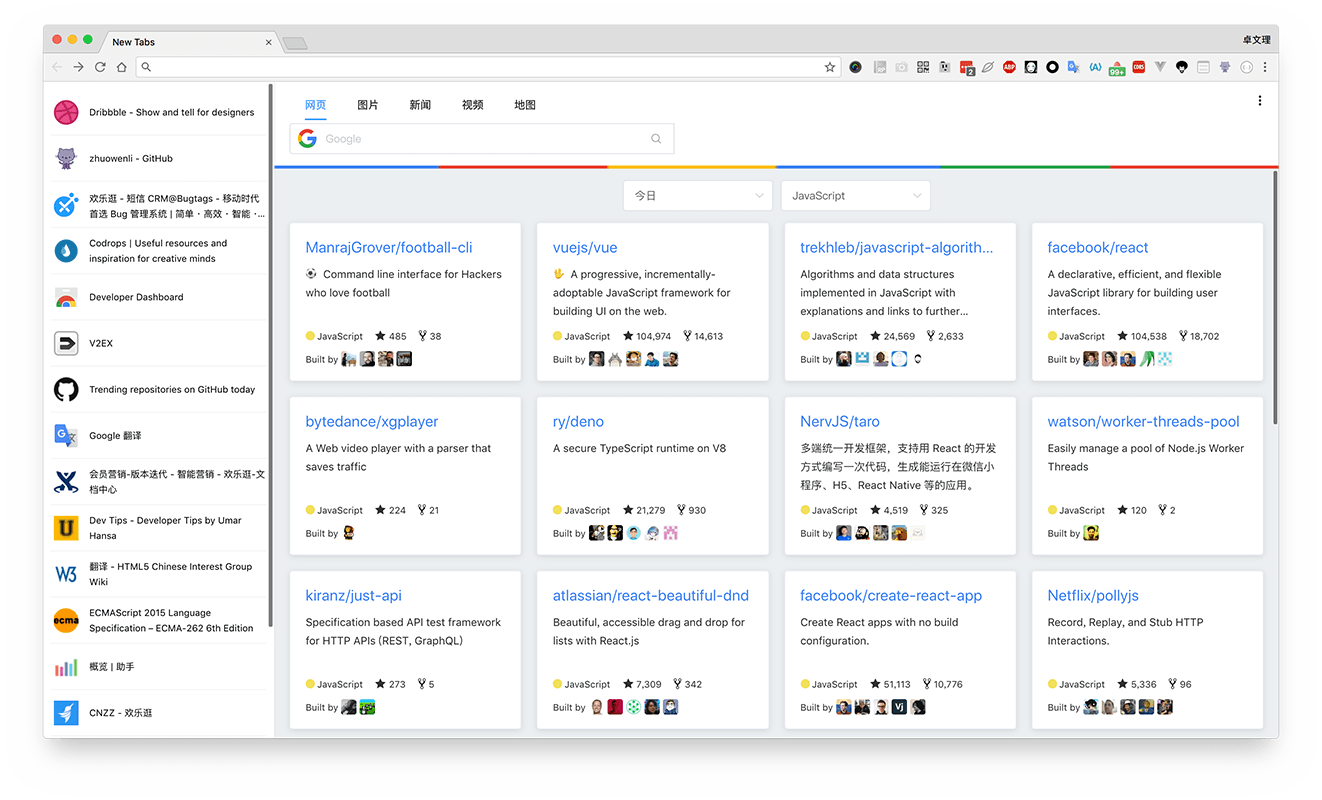 New Tabs
卓文理
2
ABP
99+
CORS
Dribbble - Show and tell for designers
zhuowenli - GitHub
欢乐逛 - 短信 CRM@Bugtags - 移动时代
首选 Bug 管理系统 | 简单 · 高效 · 智能 ·...
Codrops | Useful resources and
inspiration for creative minds
Developer Dashboard
V2EX
Trending repositories on GitHub today
Google 翻译
会员营销-版本迭代 - 智能营销 - 欢乐逛-文
档中心
U
Dev Tips - Developer Tips by Umar
Hansa
W3
翻译 - HTML5 Chinese Interest Group
Wiki
ecma
ECMAScript 2015 Language
Specification – ECMA-262 6th Edition
概览 | 助手
CNZZ - 欢乐逛
网页 图片 新闻 视频 地图
Google
今日 JavaScript
ManrajGrover/football-cli
Command line interface for Hackers
who love football
JavaScript 485 38
Built by
vuejs/vue
A progressive, incrementally-
adoptable JavaScript framework for
building UI on the web.
JavaScript 104,974 14,613
Built by
trekhleb/javascript-algorith...
Algorithms and data structures
implemented in JavaScript with
explanations and links to further...
JavaScript 24,569 2,633
Built by
facebook/react
A declarative, efficient, and flexible
JavaScript library for building user
interfaces.
JavaScript 104,538 18,702
Built by
bytedance/xgplayer
A Web video player with a parser that
saves traffic
JavaScript 224 21
Built by
ry/deno
A secure TypeScript runtime on V8
JavaScript 21,279 930
Built by
NervJS/taro
多端统一开发框架，支持用 React 的开发
方式编写一次代码，生成能运行在微信小
程序、H5、React Native 等的应用。
JavaScript 4,519 325
Built by
watson/worker-threads-pool
Easily manage a pool of Node.js Worker
Threads
JavaScript 120 2
Built by
kiranz/just-api
Specification based API test framework
for HTTP APIs (REST, GraphQL)
JavaScript 273 5
Built by
atlassian/react-beautiful-dnd
Beautiful, accessible drag and drop for
lists with React.js
JavaScript 7,309 342
Built by
facebook/create-react-app
Create React apps with no build
configuration.
JavaScript 51,113 10,776
Built by
Vj
Netflix/pollyjs
Record, Replay, and Stub HTTP
Interactions.
JavaScript 5,336 96
Built by